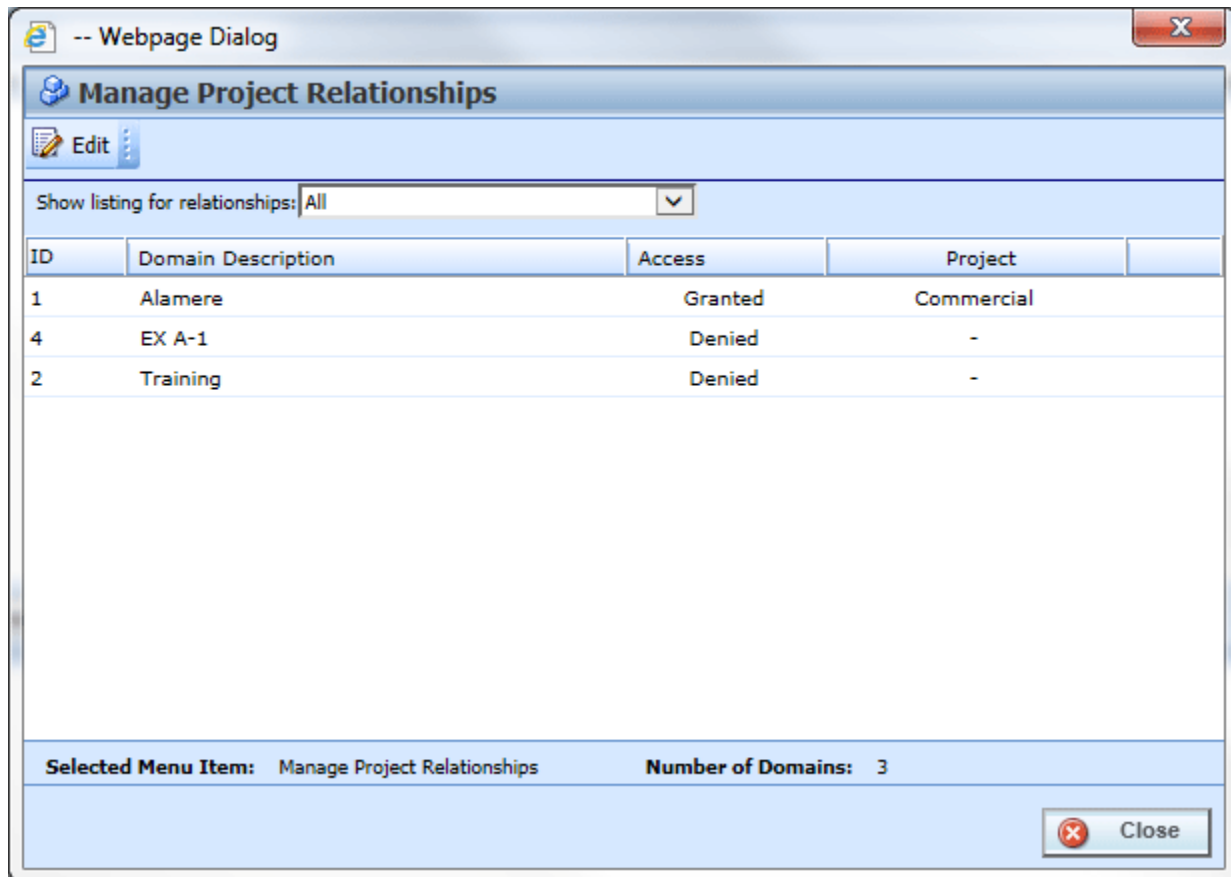 -- Webpage Dialog
X
Manage Project Relationships
Edit
Show listing for relationships: All
ID Domain Description Access Project
1 Alamere Granted Commercial
4 EX A-1 Denied -
2 Training Denied -
Selected Menu Item: Manage Project Relationships Number of Domains: 3
Close